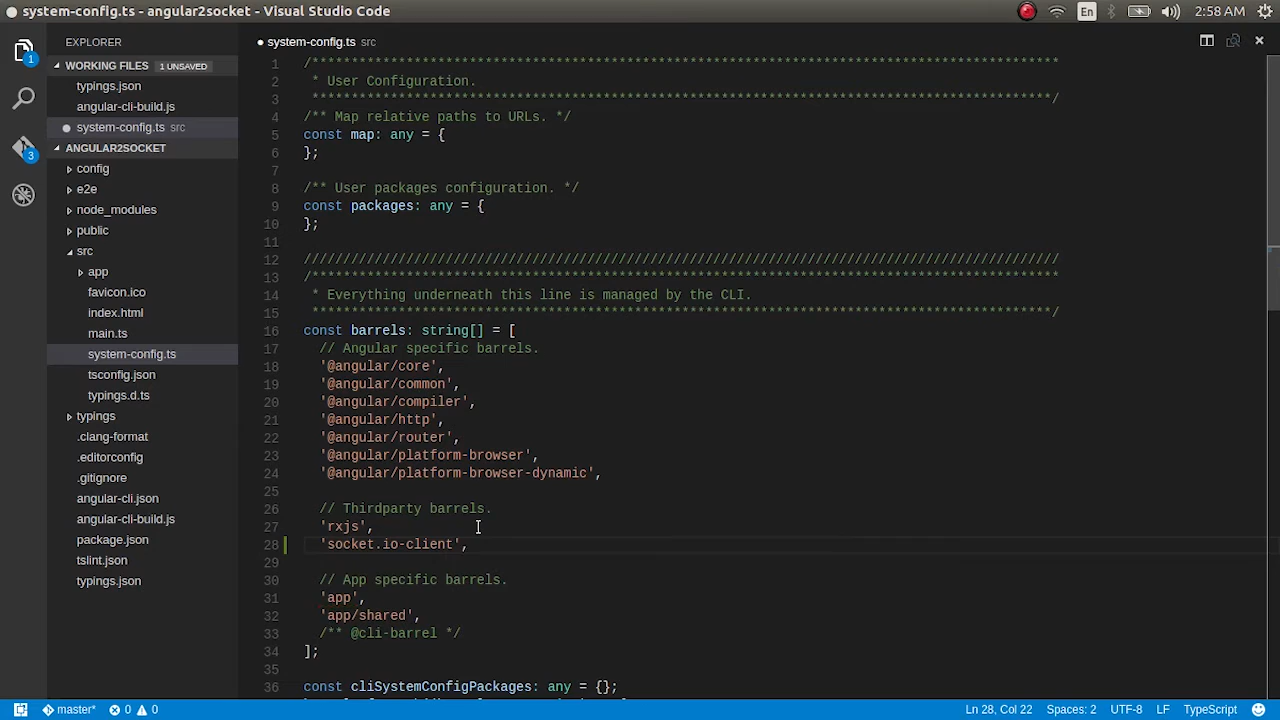 system-config.ts - angular2socket - Visual Studio Code
En
2:58 AM
EXPLORER
1
3
WORKING FILES 1 UNSAVED
typings.json
angular-cli-build.js
system-config.ts src
ANGULAR2SOCKET
config
e2e
node_modules
public
src
app
favicon.ico
index.html
main.ts
system-config.ts
tsconfig.json
typings.d.ts
typings
.clang-format
.editorconfig
.gitignore
angular-cli.json
angular-cli-build.js
package.json
tslint.json
typings.json
system-config.ts src
1 /************************************************************************************************
2  * User Configuration.
3  **********************************************************************************************/
4 /** Map relative paths to URLs. */
5 const map: any = {
6 };
7
8 /** User packages configuration. */
9 const packages: any = {
10 };
11
12 ////////////////////////////////////////////////////////////////////////////////////////////////
13 /************************************************************************************************
14  * Everything underneath this line is managed by the CLI.
15  **********************************************************************************************/
16 const barrels: string[] = [
17   // Angular specific barrels.
18   '@angular/core',
19   '@angular/common',
20   '@angular/compiler',
21   '@angular/http',
22   '@angular/router',
23   '@angular/platform-browser',
24   '@angular/platform-browser-dynamic',
25
26   // Thirdparty barrels.
27   'rxjs',
28   'socket.io-client',
29
30   // App specific barrels.
31   'app',
32   'app/shared',
33   /** @cli-barrel */
34 ];
35
36 const cliSystemConfigPackages: any = {};
master* 0 0
Ln 28, Col 22 Spaces: 2 UTF-8 LF TypeScript